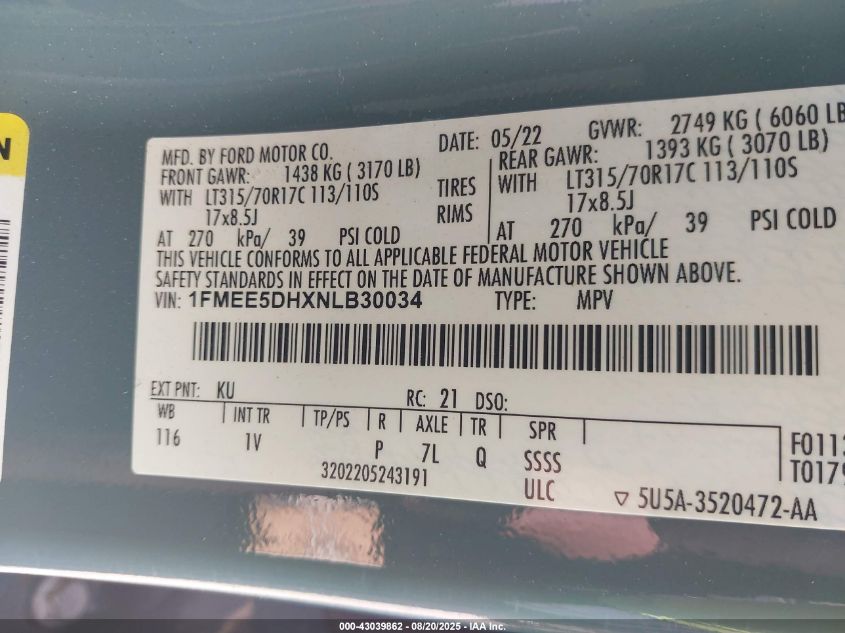 N
MFD. BY FORD MOTOR CO. DATE: 05/22 GVWR: 2749 KG ( 6060 LB
FRONT GAWR: 1438 KG ( 3170 LB) REAR GAWR: 1393 KG ( 3070 LB)
WITH LT315/70R17C 113/110S TIRES WITH LT315/70R17C 113/110S
17x8.5J RIMS 17x8.5J
AT 270 kPa/ 39 PSI COLD AT 270 kPa/ 39 PSI COLD
THIS VEHICLE CONFORMS TO ALL APPLICABLE FEDERAL MOTOR VEHICLE
SAFETY STANDARDS IN EFFECT ON THE DATE OF MANUFACTURE SHOWN ABOVE.
VIN: 1FMEE5DHXNLB30034 TYPE: MPV
EXT PNT: KU RC: 21 DSO:
WB INT TR TP/PS R AXLE TR SPR
116 1V P 7L Q SSSS F0113
3202205243191 ULC T0179
5U5A-3520472-AA
000-43039862 - 08/20/2025 - IAA Inc.